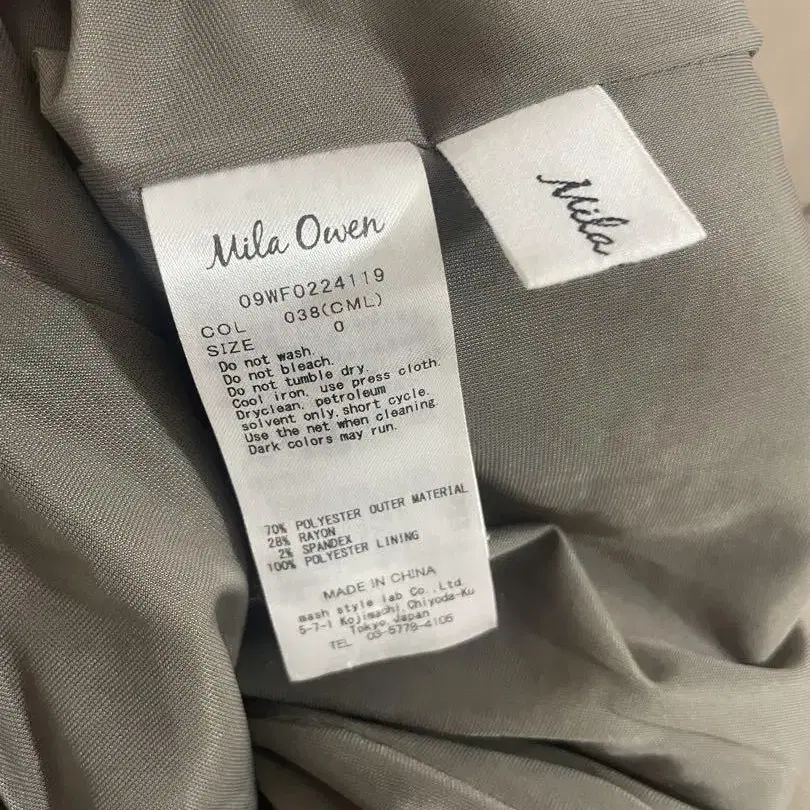 Mila Owen
09WF0224119
COL 038(CML)
SIZE 0
Do not wash.
Do not bleach.
Do not tumble dry.
Cool iron, use press cloth.
Dryclean, petroleum
solvent only, short cycle.
Use the net when cleaning.
Dark colors may run.
70% POLYESTER OUTER MATERIAL
28% RAYON
2% SPANDEX
100% POLYESTER LINING
MADE IN CHINA
mash style lab Co.,Ltd.
5-7-1 Kojimachi,Chiyoda-Ku
Tokyo,Japan
TEL 03-5778-4105
Mila